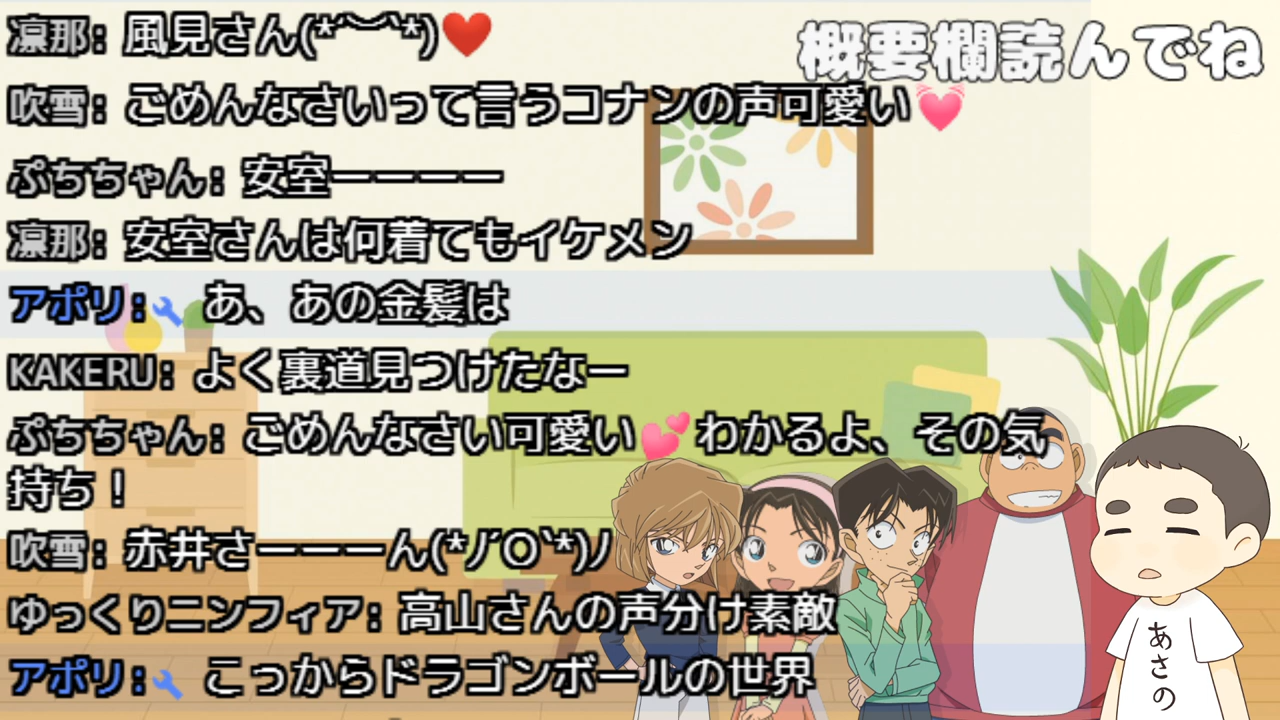 凛那: 風見さん(*˘︶˘*)❤️
概要欄読んでね
吹雪: ごめんなさいって言うコナンの声可愛い💓
ぷちちゃん: 安室ーーーー
凛那: 安室さんは何着てもイケメン
アポリ:🔧 あ、あの金髪は
KAKERU: よく裏道見つけたなー
ぷちちゃん: ごめんなさい可愛い💕わかるよ、その気
持ち！
吹雪: 赤井さーーーん(*ﾉ´O`*)ﾉ
ゆっくりニンフィア: 高山さんの声分け素敵
アポリ:🔧 こっからドラゴンボールの世界
あさの